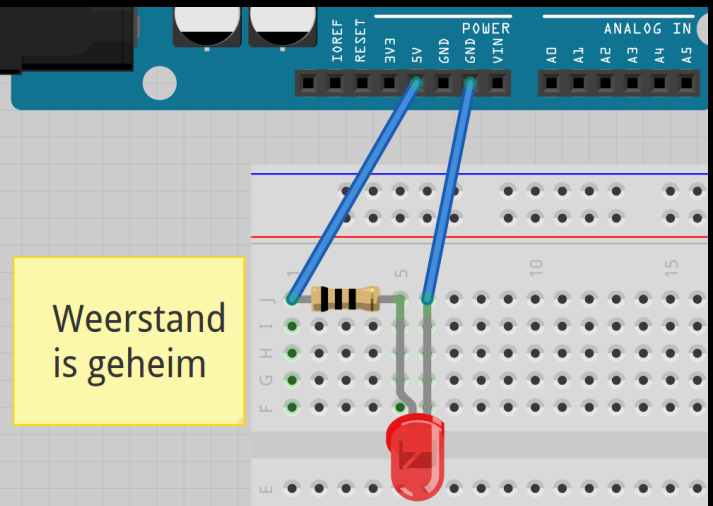 POWER
ANALOG IN
IOREF
RESET
3V3
5V
GND
GND
VIN
A0
A1
A2
A3
A4
A5
1
5
10
15
J
I
H
G
F
E
Weerstand
is geheim